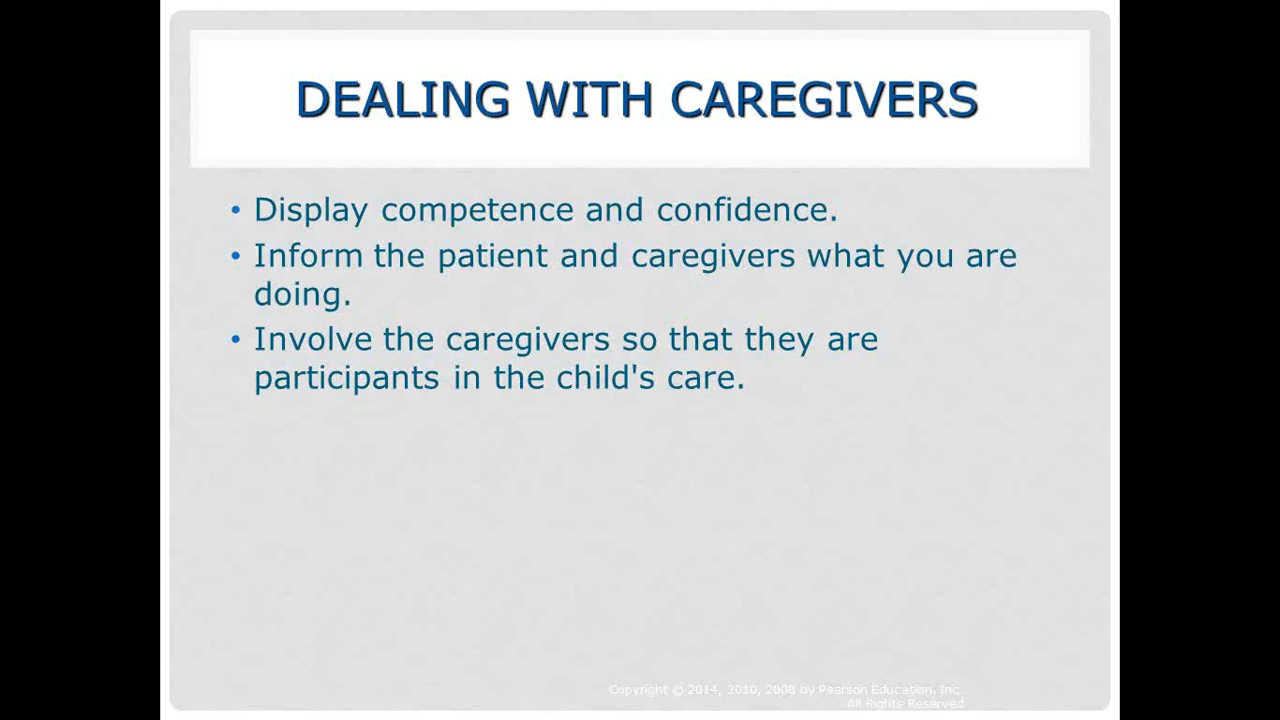 DEALING WITH CAREGIVERS
• Display competence and confidence.
• Inform the patient and caregivers what you are
doing.
• Involve the caregivers so that they are
participants in the child's care.
Copyright © 2014, 2010, 2008 by Pearson Education, Inc.
All Rights Reserved